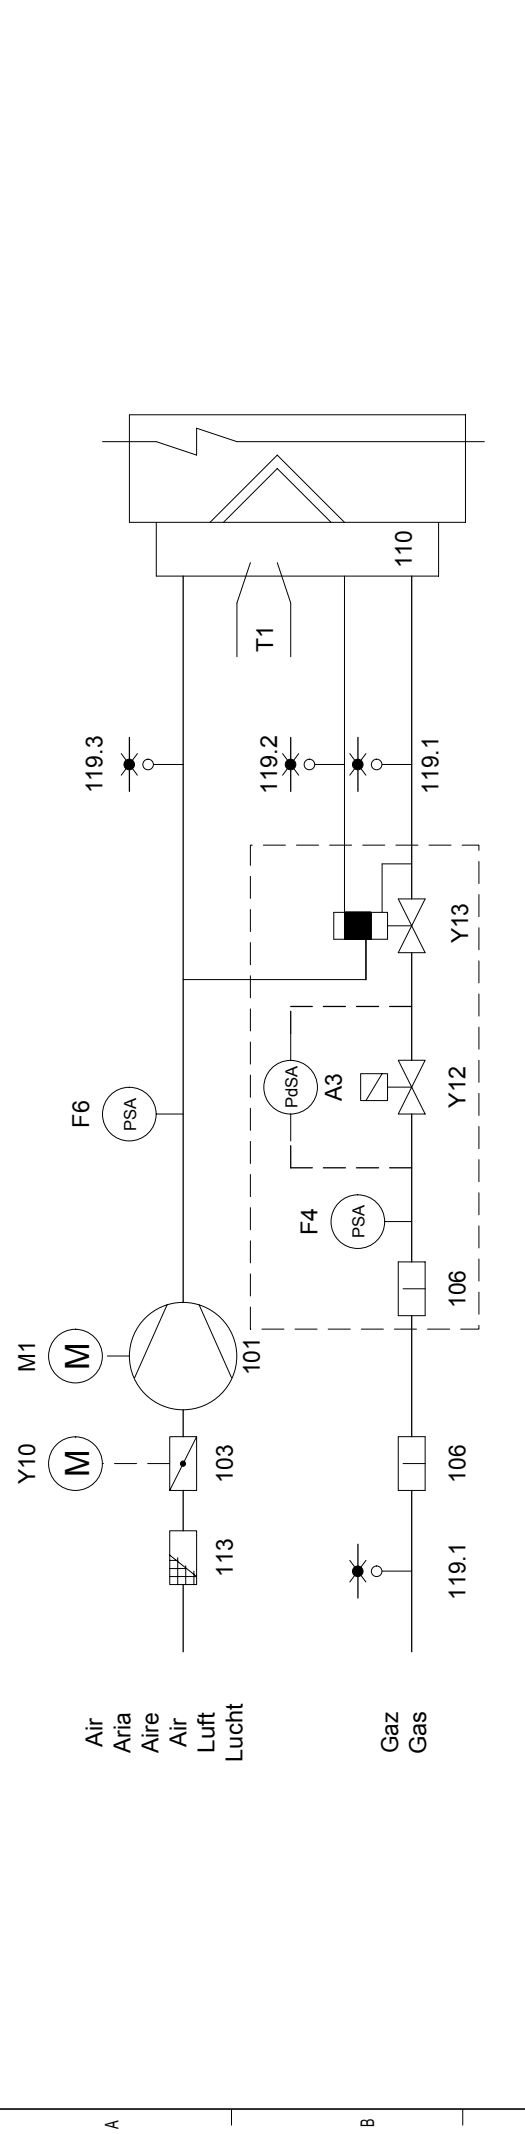 Air
Aria
Aire
Air
Luft
Lucht
Gaz
Gas
113
Y10
M
103
M1
M
101
F6
PSA
119.3
119.1
106
106
F4
PSA
PdSA
A3
Y12
Y13
119.2
119.1
T1
110
A
B